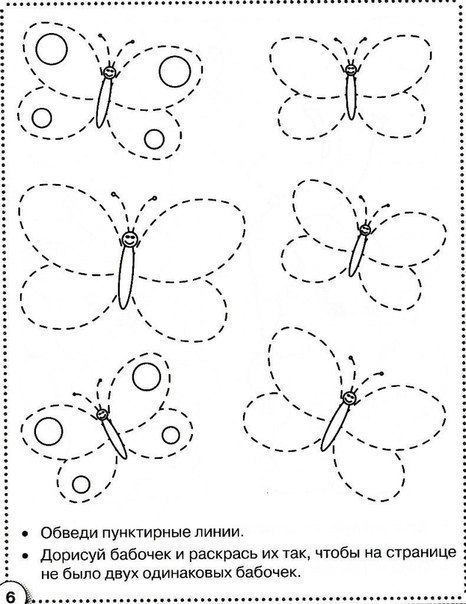 • Обведи пунктирные линии.
• Дорисуй бабочек и раскрась их так, чтобы на странице
не было двух одинаковых бабочек.
6